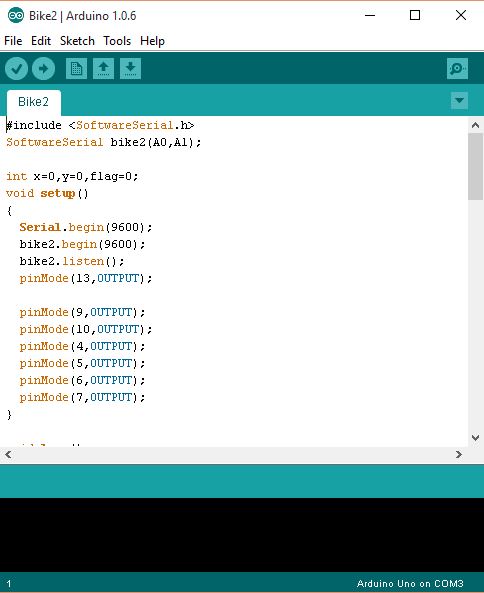 Bike2 | Arduino 1.0.6
File Edit Sketch Tools Help
Bike2
#include <SoftwareSerial.h>
SoftwareSerial bike2(A0,A1);
int x=0,y=0,flag=0;
void setup()
{
Serial.begin(9600);
bike2.begin(9600);
bike2.listen();
pinMode(13,OUTPUT);
pinMode(9,OUTPUT);
pinMode(10,OUTPUT);
pinMode(4,OUTPUT);
pinMode(5,OUTPUT);
pinMode(6,OUTPUT);
pinMode(7,OUTPUT);
}
1 Arduino Uno on COM3